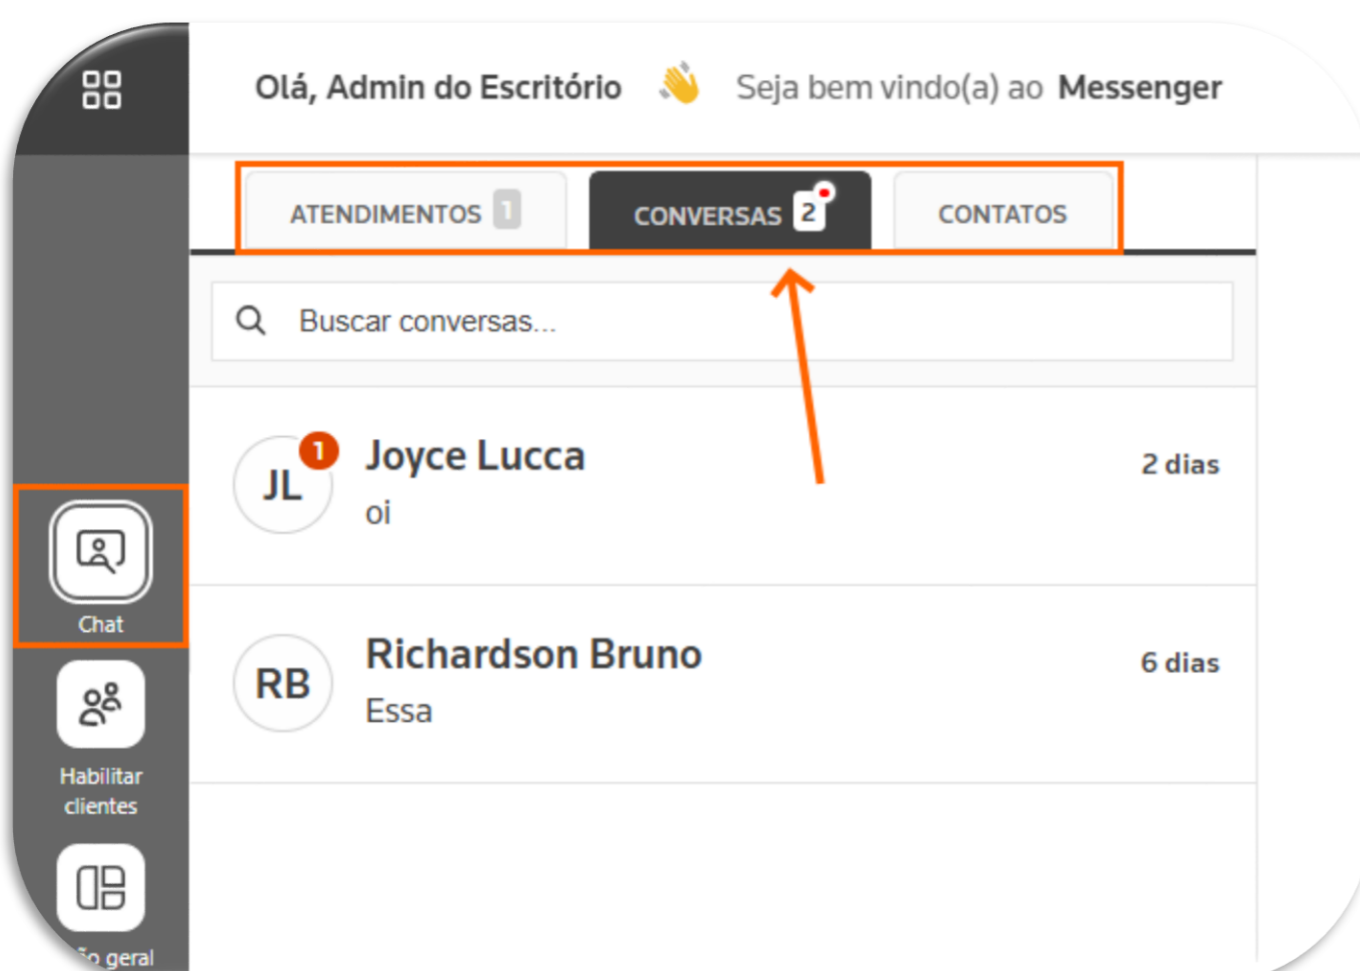 Olá, Admin do Escritório 👋 Seja bem vindo(a) ao Messenger
ATENDIMENTOS 1 CONVERSAS 2 CONTATOS
Buscar conversas...
JL 1 Joyce Lucca 2 dias
oi
RB Richardson Bruno 6 dias
Essa
Chat
Habilitar
clientes
geral